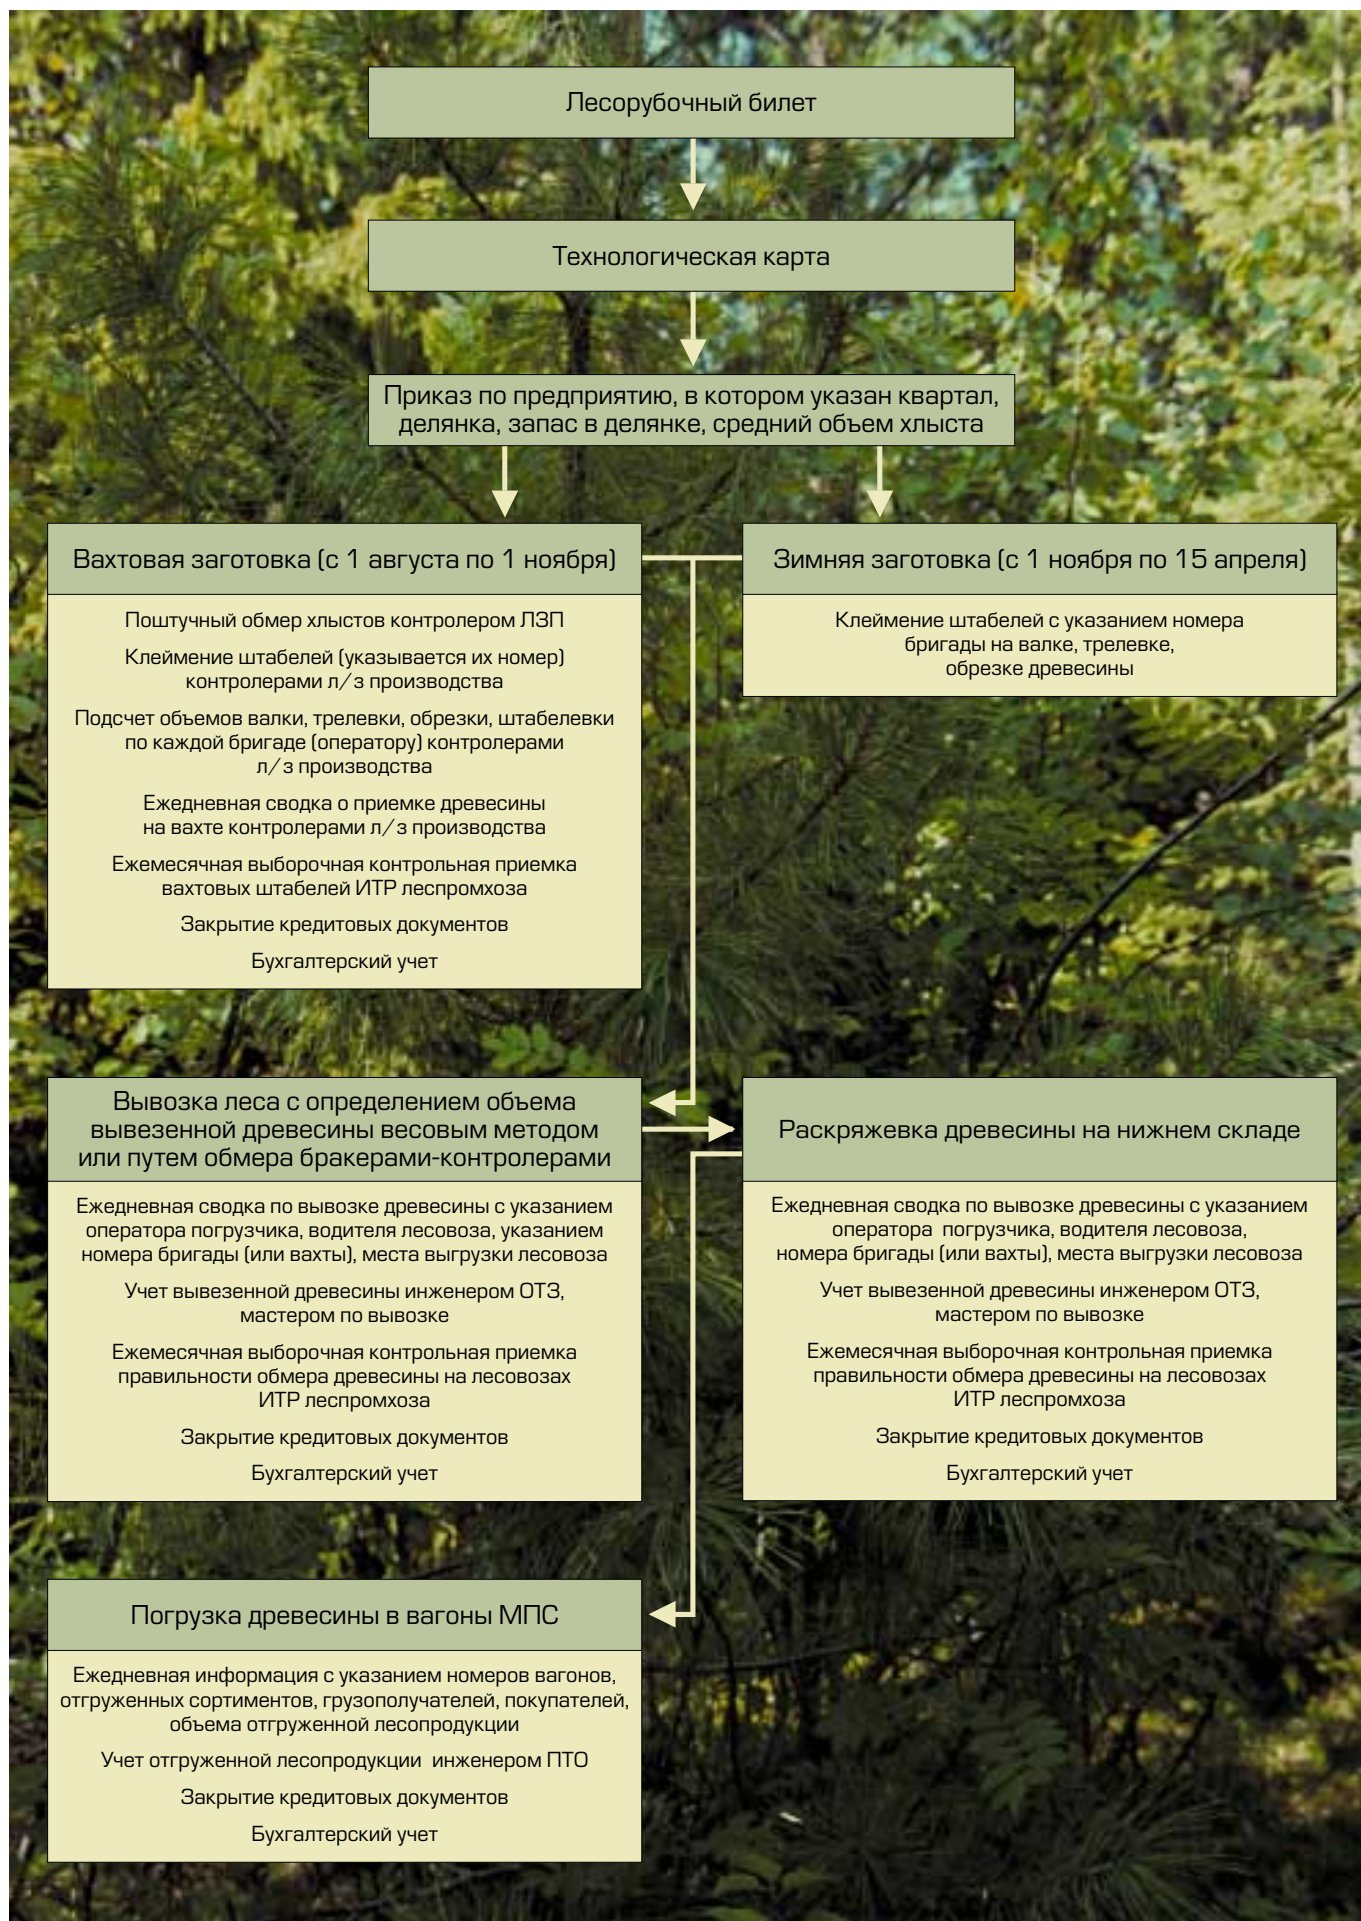 Лесорубочный билет
Технологическая карта
Приказ по предприятию, в котором указан квартал,
делянка, запас в делянке, средний объем хлыста
Вахтовая заготовка (с 1 августа по 1 ноября)
Поштучный обмер хлыстов контролером ЛЗП
Клеймение штабелей (указывается их номер)
контролерами л/з производства
Подсчет объемов валки, трелевки, обрезки, штабелевки
по каждой бригаде (оператору) контролерами
л/з производства
Ежедневная сводка о приемке древесины
на вахте контролерами л/з производства
Ежемесячная выборочная контрольная приемка
вахтовых штабелей ИТР леспромхоза
Закрытие кредитовых документов
Бухгалтерский учет
Зимняя заготовка (с 1 ноября по 15 апреля)
Клеймение штабелей с указанием номера
бригады на валке, трелевке,
обрезке древесины
Вывозка леса с определением объема
вывезенной древесины весовым методом
или путем обмера бракерами-контролерами
Ежедневная сводка по вывозке древесины с указанием
оператора погрузчика, водителя лесовоза, указанием
номера бригады (или вахты), места выгрузки лесовоза
Учет вывезенной древесины инженером ОТЗ,
мастером по вывозке
Ежемесячная выборочная контрольная приемка
правильности обмера древесины на лесовозах
ИТР леспромхоза
Закрытие кредитовых документов
Бухгалтерский учет
Раскряжевка древесины на нижнем складе
Ежедневная сводка по вывозке древесины с указанием
оператора погрузчика, водителя лесовоза,
номера бригады (или вахты), места выгрузки лесовоза
Учет вывезенной древесины инженером ОТЗ,
мастером по вывозке
Ежемесячная выборочная контрольная приемка
правильности обмера древесины на лесовозах
ИТР леспромхоза
Закрытие кредитовых документов
Бухгалтерский учет
Погрузка древесины в вагоны МПС
Ежедневная информация с указанием номеров вагонов,
отгруженных сортиментов, грузополучателей, покупателей,
объема отгруженной лесопродукции
Учет отгруженной лесопродукции инженером ПТО
Закрытие кредитовых документов
Бухгалтерский учет